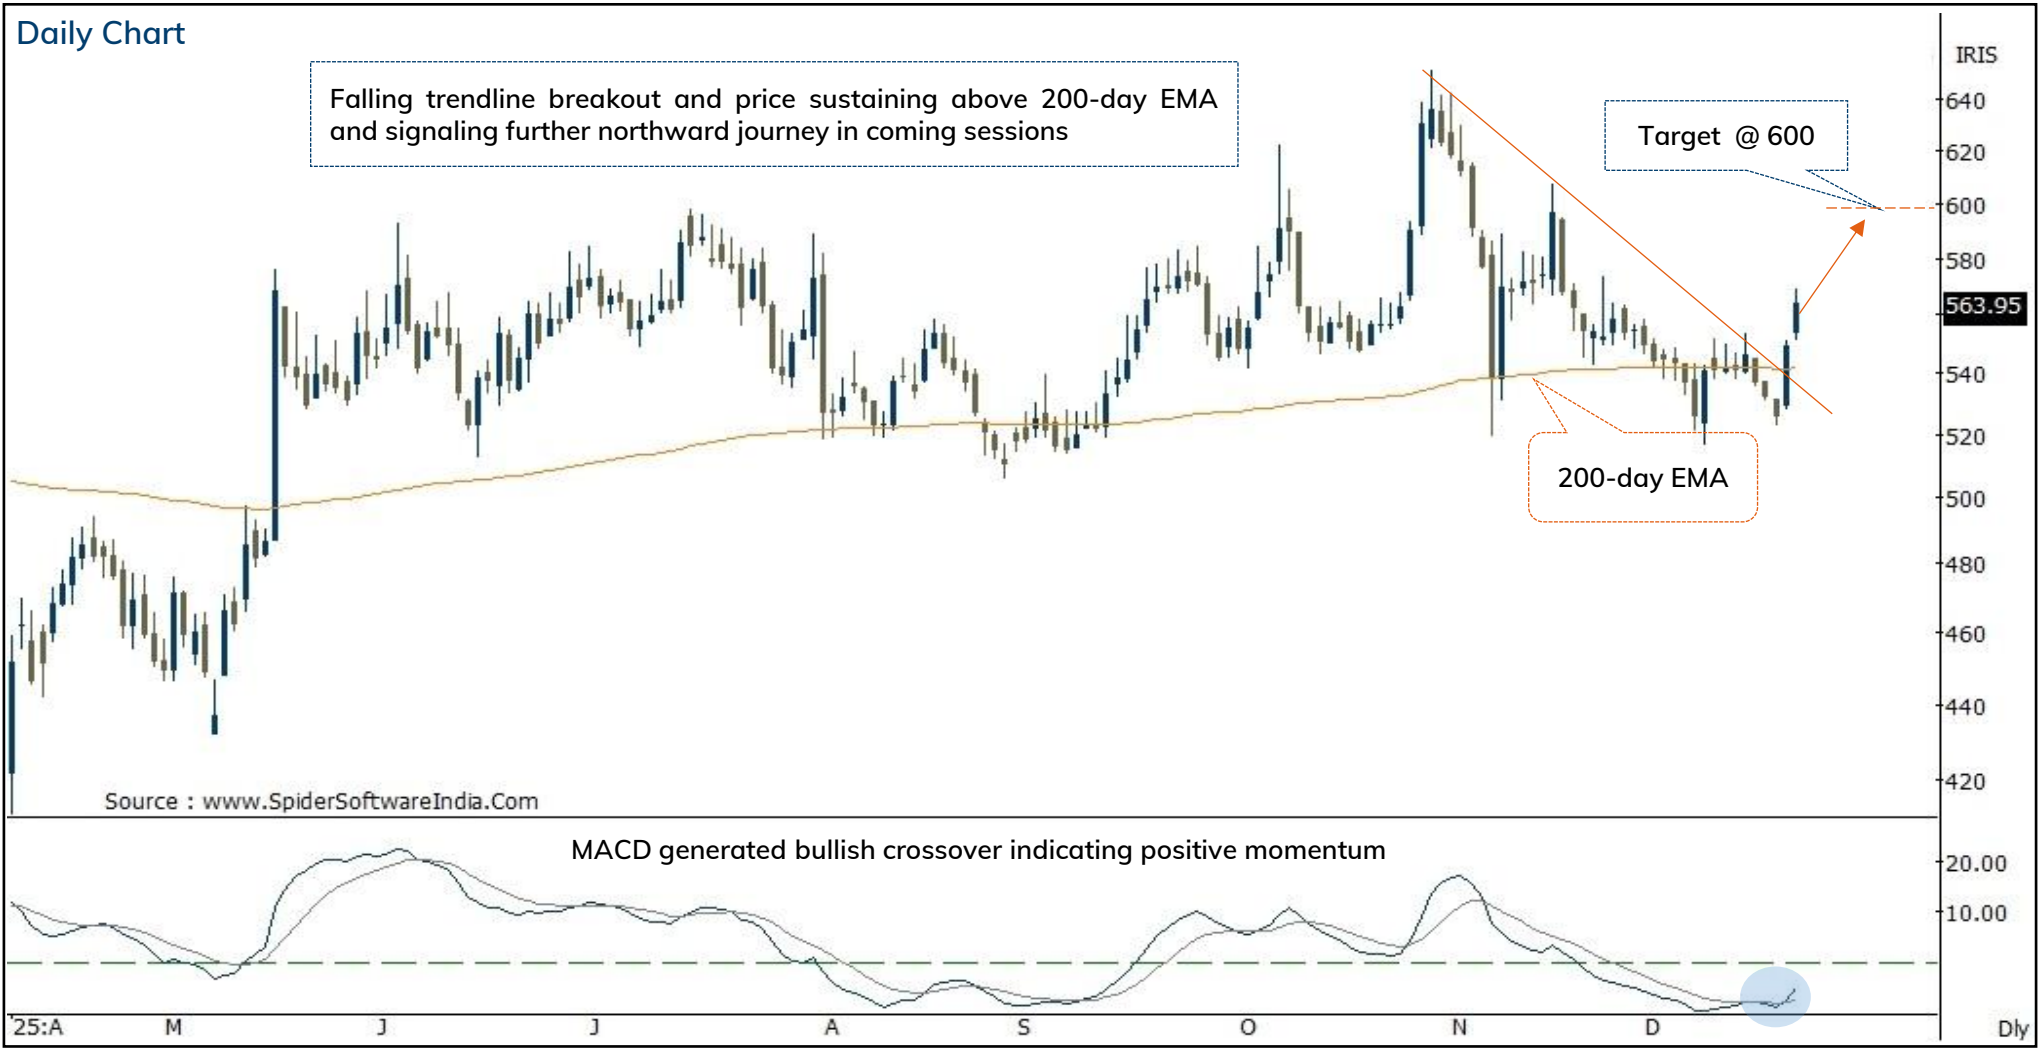 Daily Chart
IRIS
Falling trendline breakout and price sustaining above 200-day EMA
and signaling further northward journey in coming sessions
Target @ 600
640
620
600
580
563.95
540
520
500
480
460
440
420
200-day EMA
Source : www.SpiderSoftwareIndia.Com
MACD generated bullish crossover indicating positive momentum
20.00
10.00
'25:A M J J A S O N D Dly